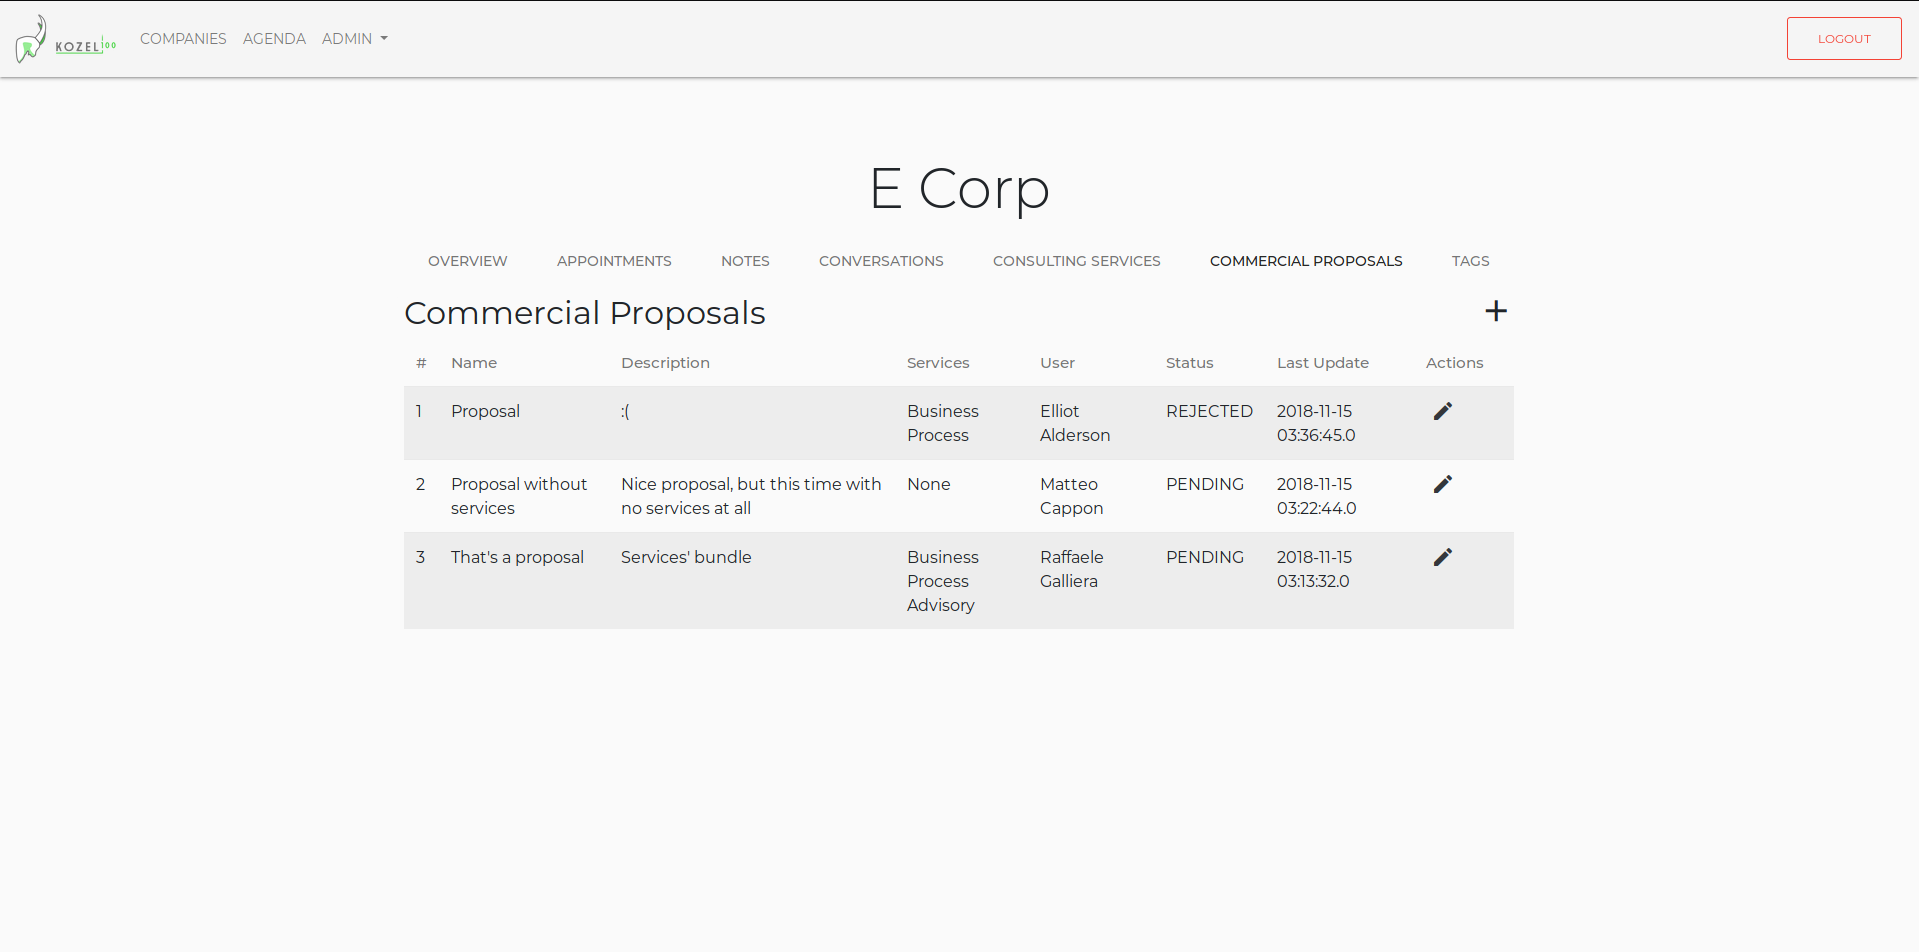 KOZEL 100
COMPANIES AGENDA ADMIN
LOGOUT
E Corp
OVERVIEW APPOINTMENTS NOTES CONVERSATIONS CONSULTING SERVICES COMMERCIAL PROPOSALS TAGS
Commercial Proposals
# Name Description Services User Status Last Update Actions
1 Proposal :( Business Elliot REJECTED 2018-11-15
Process Alderson 03:36:45.0
2 Proposal without Nice proposal, but this time with None Matteo PENDING 2018-11-15
services no services at all Cappon 03:22:44.0
3 That's a proposal Services' bundle Business Raffaele PENDING 2018-11-15
Process Galliera 03:13:32.0
Advisory